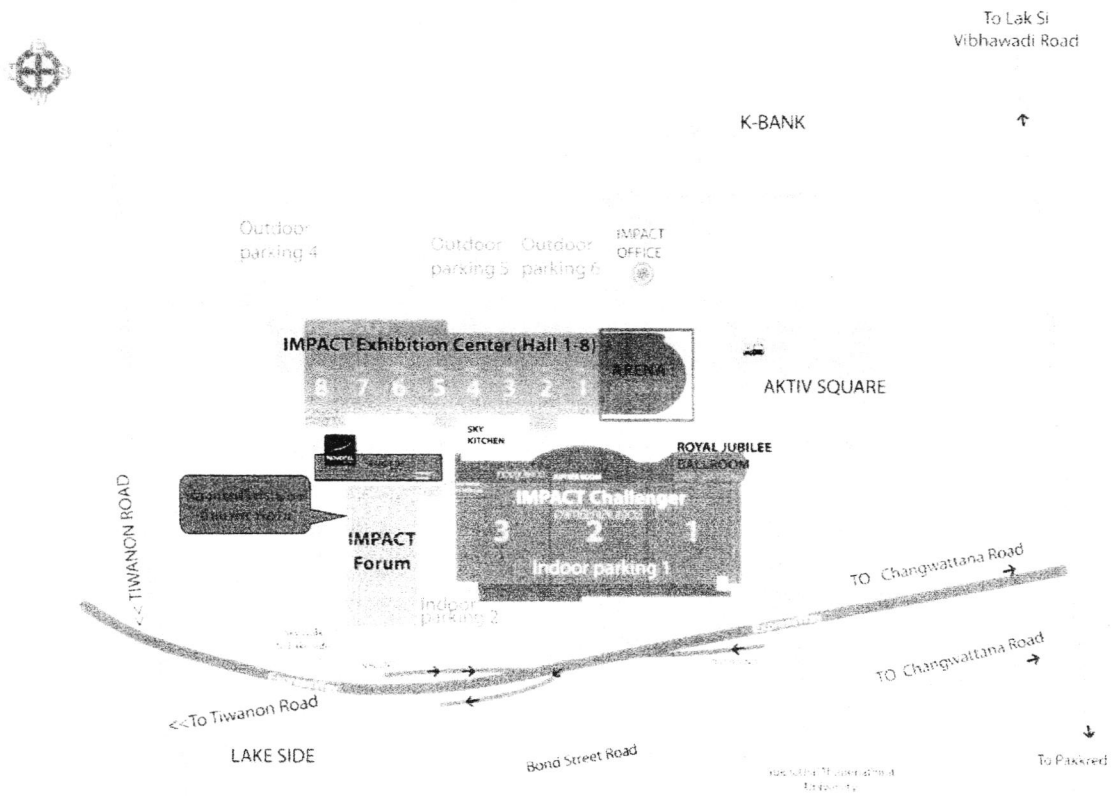 To Lak Si
Vibhawadi Road
K-BANK
Outdoor
parking 4
Outdoor
parking 5
Outdoor
parking 6
IMPACT
OFFICE
IMPACT Exhibition Center (Hall 1-8)
ARENA
8 7 6 5 4 3 2 1
AKTIV SQUARE
SKY
KITCHEN
NOVOTEL
ROYAL JUBILEE
BALLROOM
IMPACT Challenger
3 2 1
Indoor parking 1
IMPACT
Forum
Indoor
parking 2
<< TIWANON ROAD
TO Changwattana Road
TO Changwattana Road
<<To Tiwanon Road
LAKE SIDE
Bond Street Road
To Pakkred